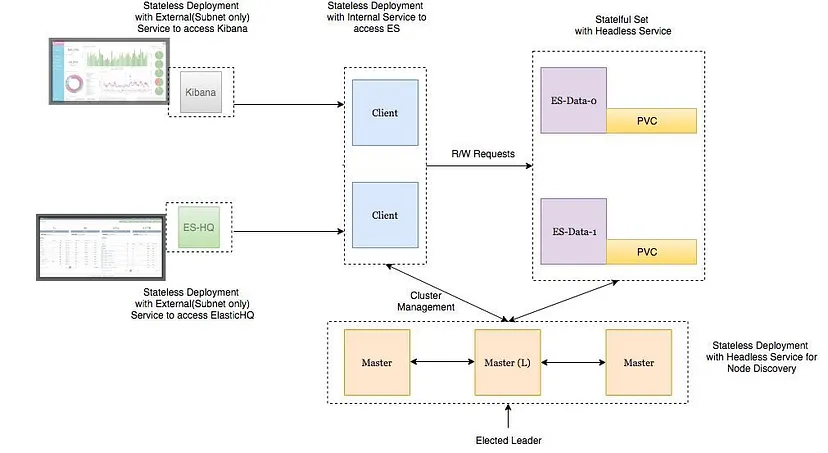 Stateless Deployment
with External(Subnet only)
Service to access Kibana
Stateless Deployment
with Internal Service to
access ES
Statelful Set
with Headless Service
Kibana
Client
ES-Data-0
PVC
R/W Requests
ES-HQ
Client
ES-Data-1
PVC
Stateless Deployment
with External(Subnet only)
Service to access ElasticHQ
Cluster
Management
Master
Master (L)
Master
Stateless Deployment
with Headless Service for
Node Discovery
Elected Leader